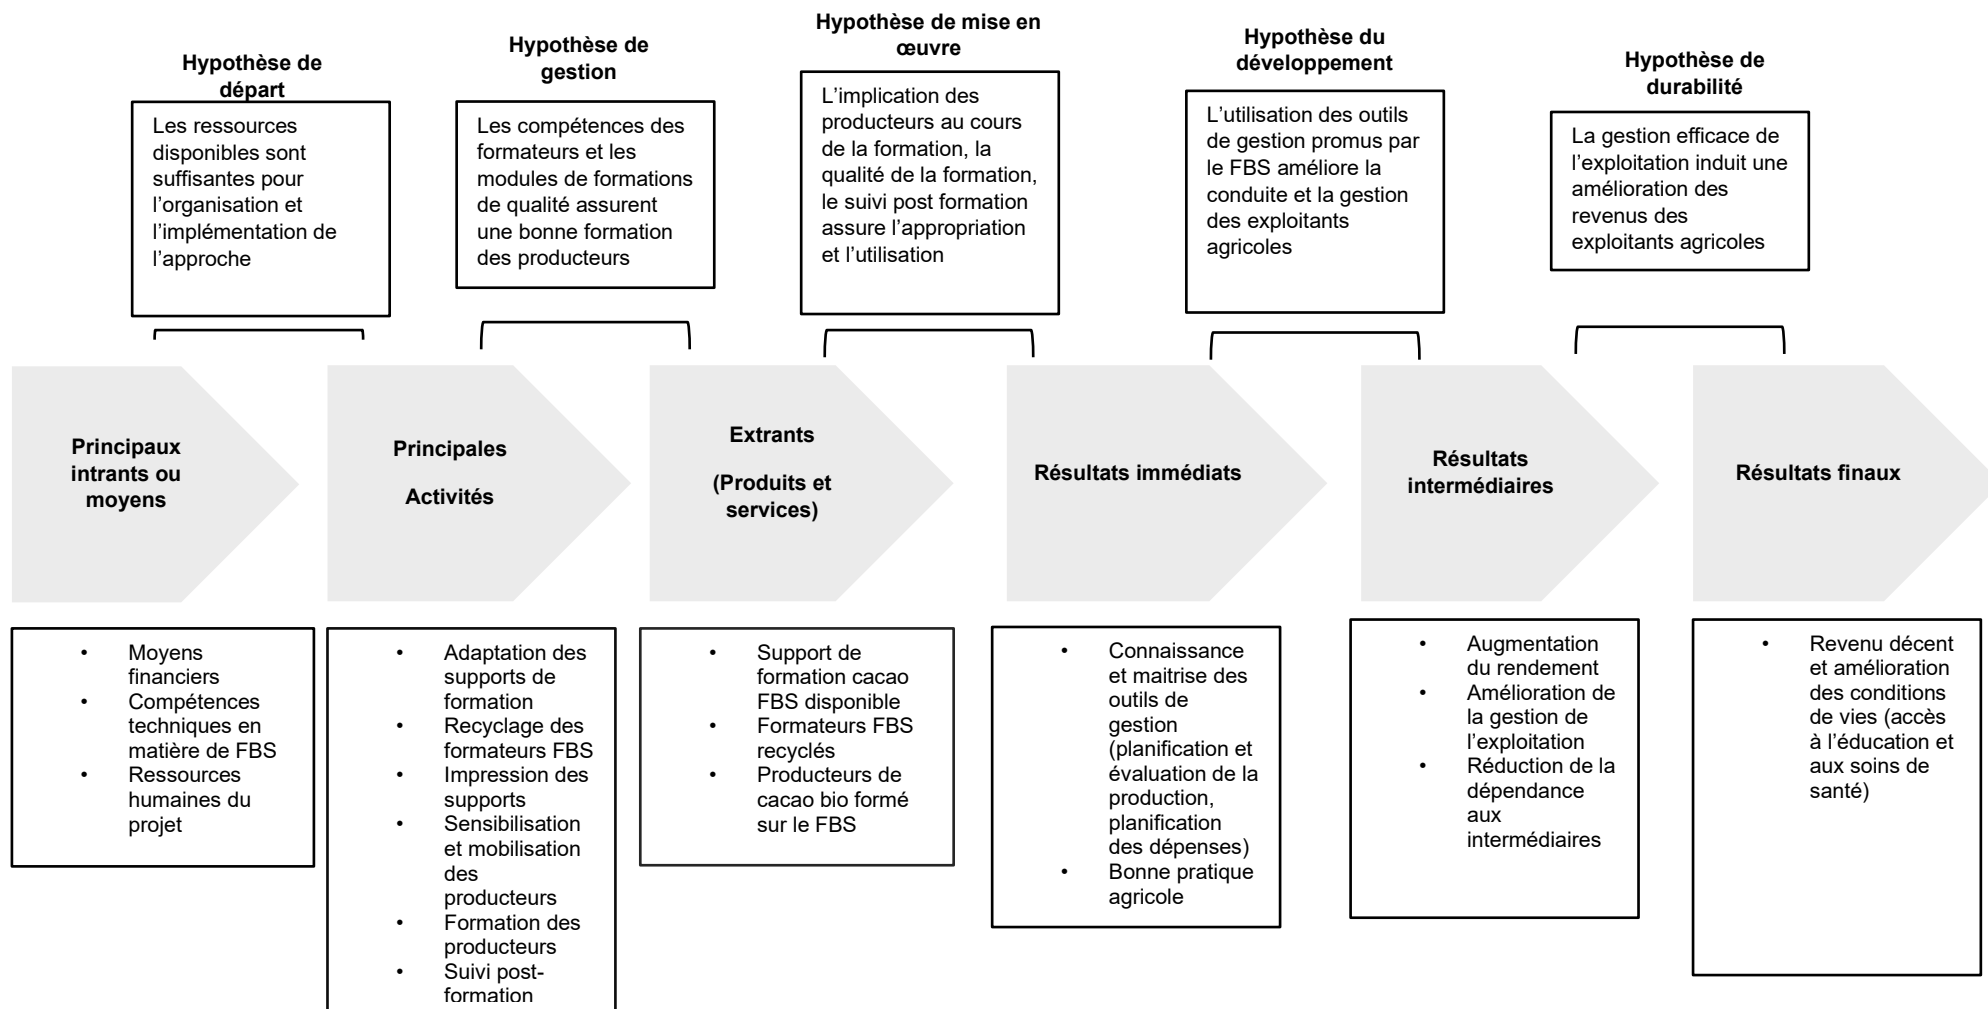 Hypothèse de
départ
Les ressources
disponibles sont
suffisantes pour
l’organisation et
l’implémentation de
l’approche
Hypothèse de
gestion
Les compétences des
formateurs et les
modules de formations
de qualité assurent
une bonne formation
des producteurs
Hypothèse de mise en
œuvre
L’implication des
producteurs au cours
de la formation, la
qualité de la formation,
le suivi post formation
assure l’appropriation
et l’utilisation
Hypothèse du
développement
L’utilisation des outils
de gestion promus par
le FBS améliore la
conduite et la gestion
des exploitants
agricoles
Hypothèse de
durabilité
La gestion efficace de
l’exploitation induit une
amélioration des
revenus des
exploitants agricoles
Principaux
intrants ou
moyens
Principales
Activités
Extrants
(Produits et
services)
Résultats immédiats
Résultats
intermédiaires
Résultats finaux
• Moyens
financiers
• Compétences
techniques en
matière de FBS
• Ressources
humaines du
projet
• Adaptation des
supports de
formation
• Recyclage des
formateurs FBS
• Impression des
supports
• Sensibilisation
et mobilisation
des
producteurs
• Formation des
producteurs
• Suivi post-
formation
• Support de
formation cacao
FBS disponible
• Formateurs FBS
recyclés
• Producteurs de
cacao bio formé
sur le FBS
• Connaissance
et maitrise des
outils de
gestion
(planification et
évaluation de la
production,
planification
des dépenses)
• Bonne pratique
agricole
• Augmentation
du rendement
• Amélioration de
la gestion de
l’exploitation
• Réduction de la
dépendance
aux
intermédiaires
• Revenu décent
et amélioration
des conditions
de vies (accès
à l’éducation et
aux soins de
santé)